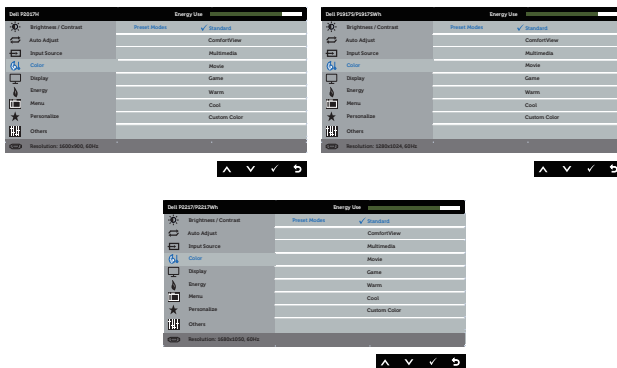 Dell P2017H Energy Use
Brightness / Contrast Preset Modes ✓ Standard
Auto Adjust ComfortView
Input Source Multimedia
Color Movie
Display Game
Energy Warm
Menu Cool
Personalize Custom Color
Others
Resolution: 1600x900, 60Hz
Dell P1917S/P1917SWh Energy Use
Brightness / Contrast Preset Modes ✓ Standard
Auto Adjust ComfortView
Input Source Multimedia
Color Movie
Display Game
Energy Warm
Menu Cool
Personalize Custom Color
Others
Resolution: 1280x1024, 60Hz
Dell P2217/P2217Wh Energy Use
Brightness / Contrast Preset Modes ✓ Standard
Auto Adjust ComfortView
Input Source Multimedia
Color Movie
Display Game
Energy Warm
Menu Cool
Personalize Custom Color
Others
Resolution: 1680x1050, 60Hz